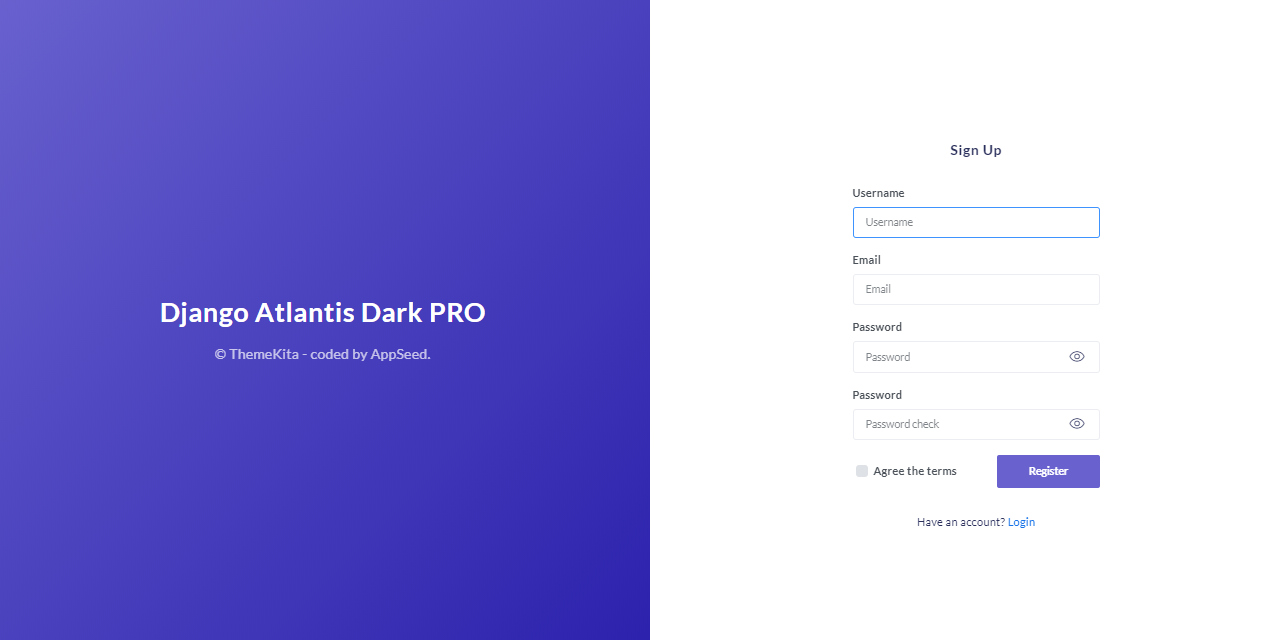 Django Atlantis Dark PRO
© ThemeKita - coded by AppSeed.
Sign Up
Username
Username
Email
Email
Password
Password
Password
Password check
Agree the terms
Register
Have an account? Login